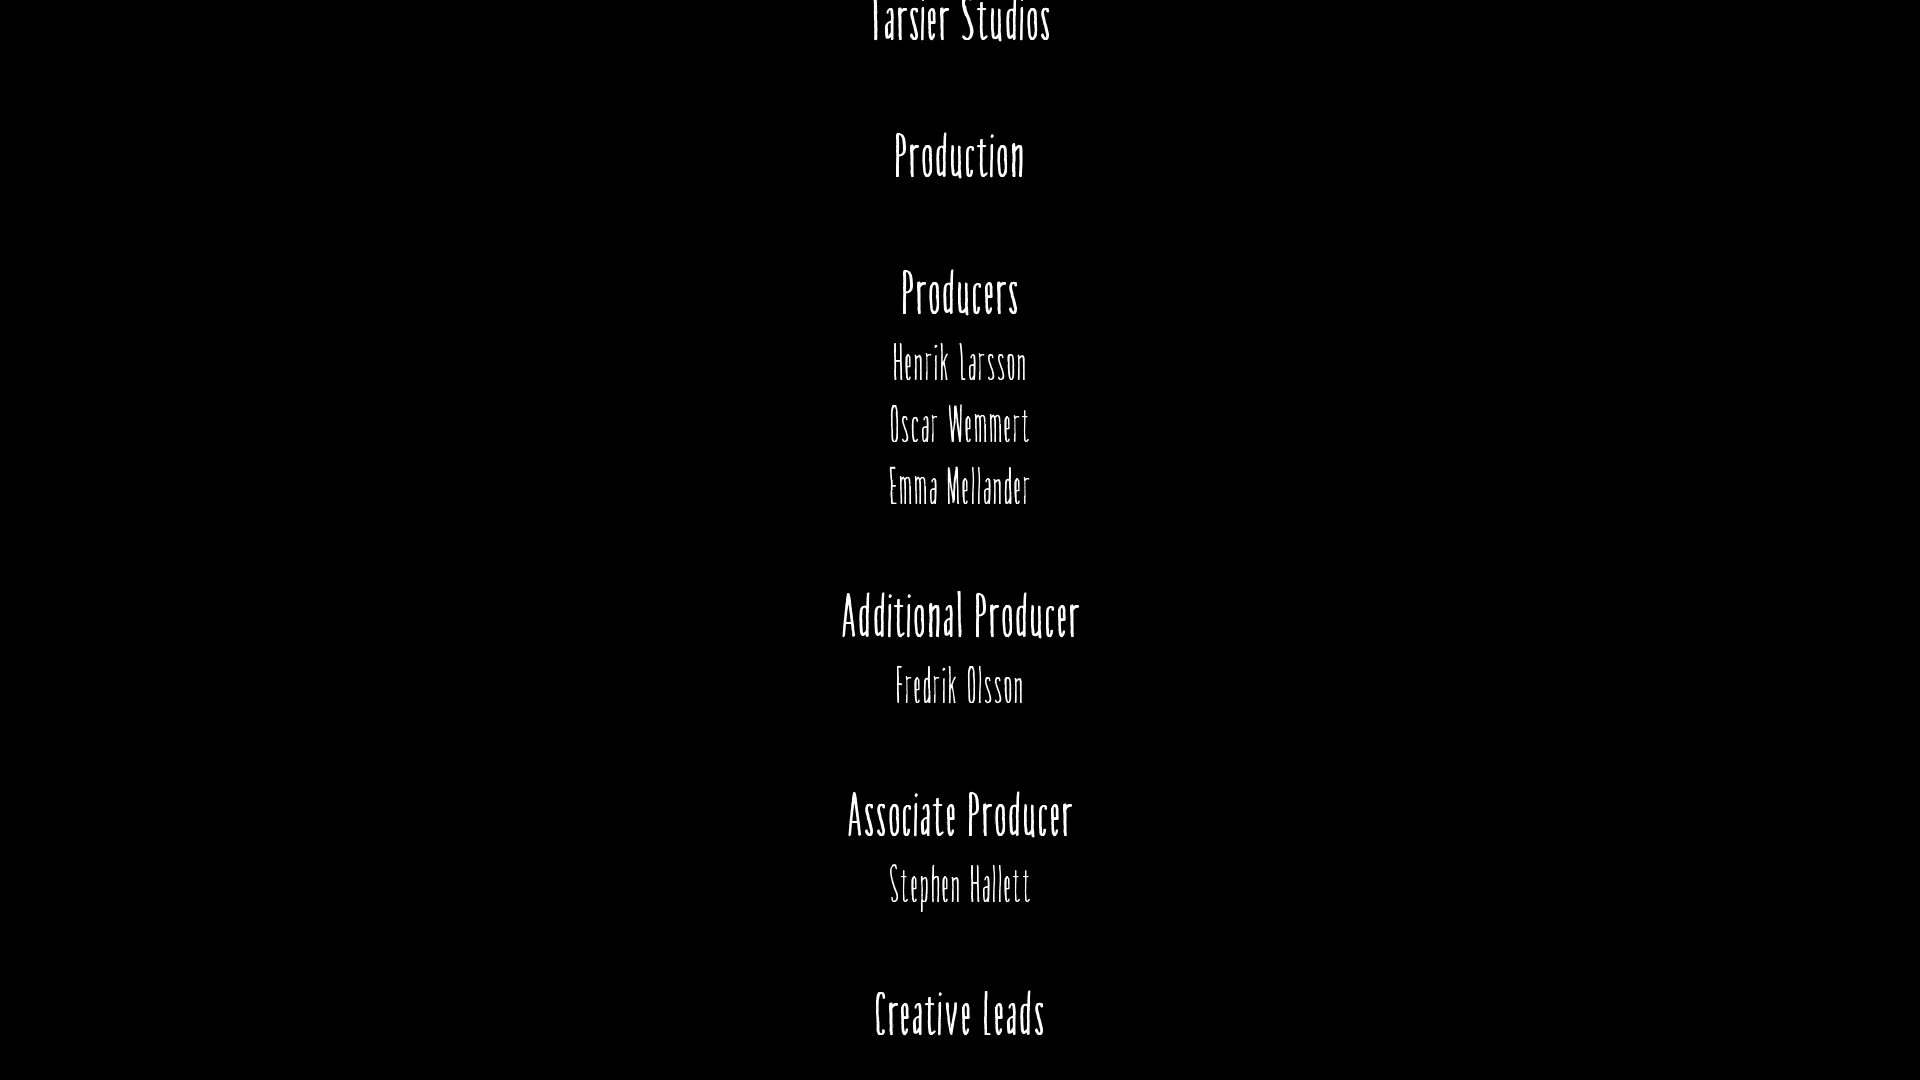 Tarsier Studios
Production
Producers
Henrik Larsson
Oscar Wemmert
Emma Mellander
Additional Producer
Fredrik Olsson
Associate Producer
Stephen Hallett
Creative Leads